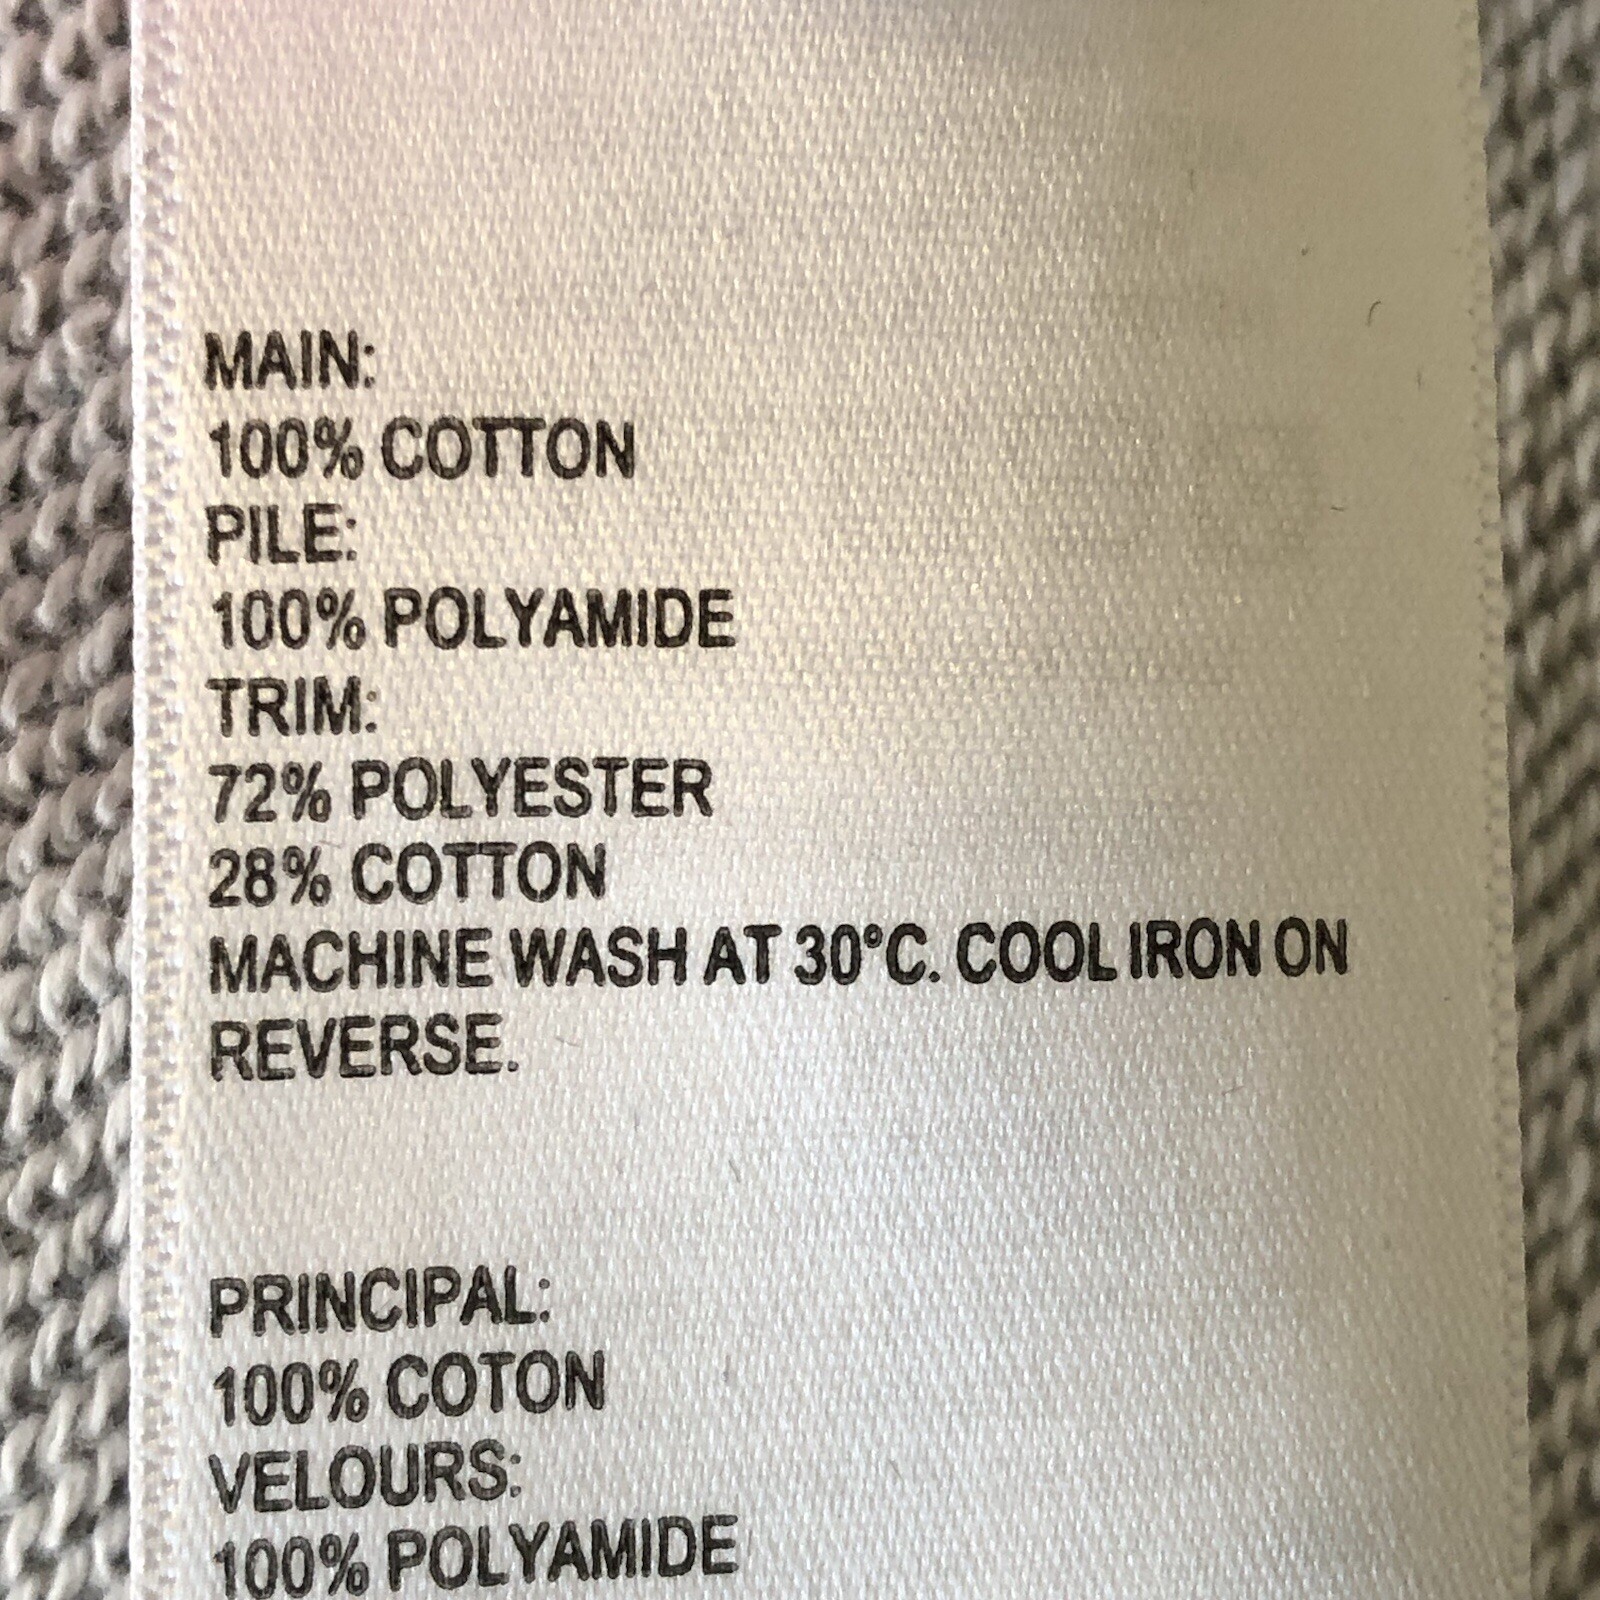 MAIN:
100% COTTON
PILE:
100% POLYAMIDE
TRIM:
72% POLYESTER
28% COTTON
MACHINE WASH AT 30°C. COOL IRON ON
REVERSE.
PRINCIPAL:
100% COTON
VELOURS:
100% POLYAMIDE